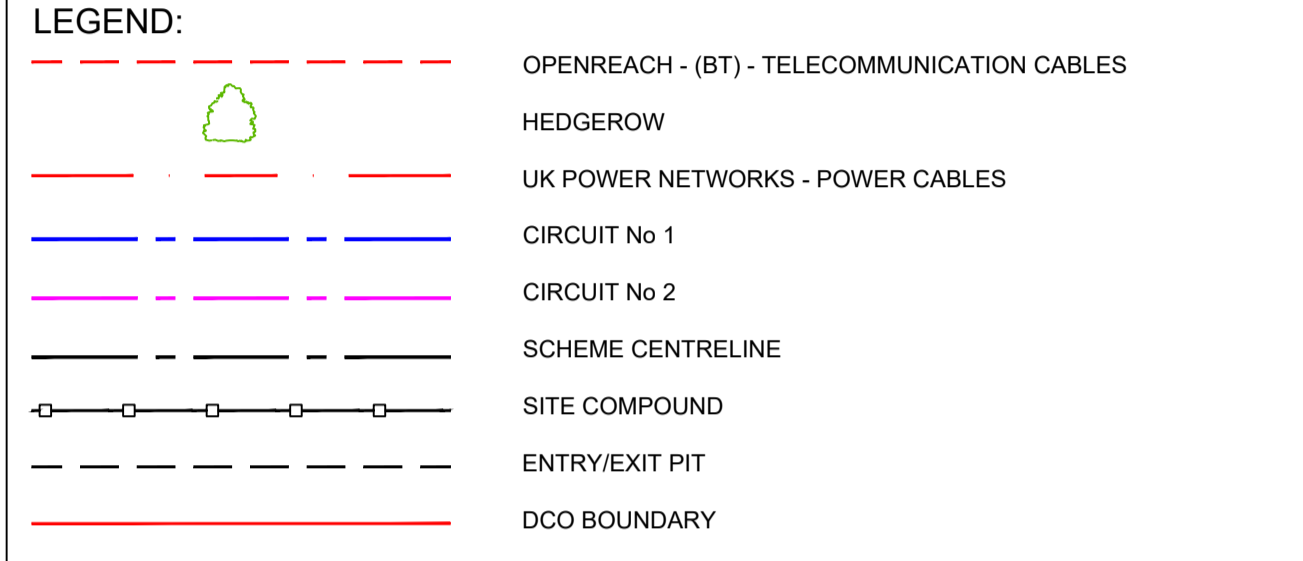 LEGEND:
OPENREACH - (BT) - TELECOMMUNICATION CABLES
HEDGEROW
UK POWER NETWORKS - POWER CABLES
CIRCUIT No 1
CIRCUIT No 2
SCHEME CENTRELINE
SITE COMPOUND
ENTRY/EXIT PIT
DCO BOUNDARY